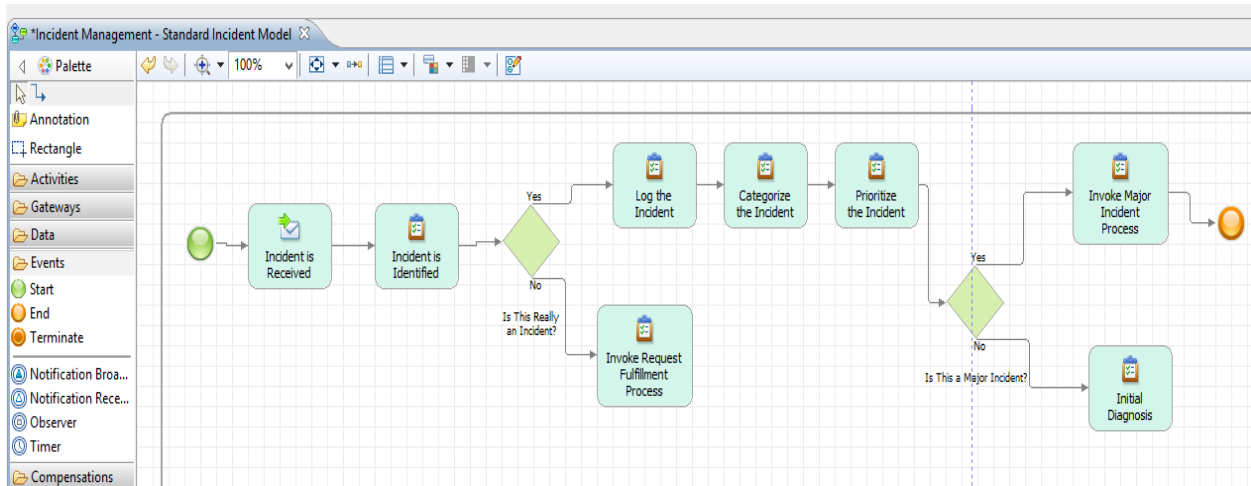 *Incident Management - Standard Incident Model
Palette
100%
Annotation
Rectangle
Activities
Gateways
Data
Events
Start
End
Terminate
Notification Broa...
Notification Rece...
Observer
Timer
Compensations
Incident is
Received
Incident is
Identified
Yes
No
Is This Really
an Incident?
Log the
Incident
Categorize
the Incident
Prioritize
the Incident
Invoke Request
Fulfillment
Process
Yes
No
Is This a Major Incident?
Invoke Major
Incident
Process
Initial
Diagnosis